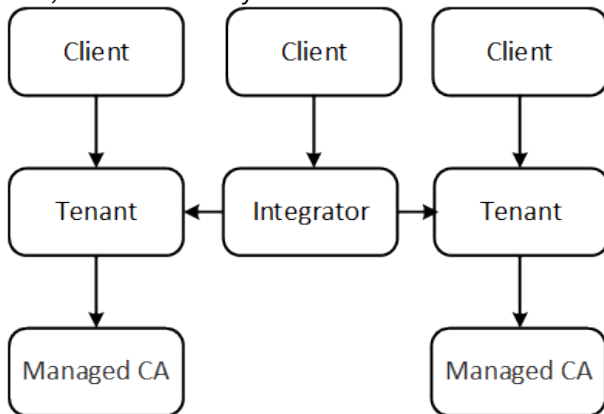 Client Client Client
Tenant Integrator Tenant
Managed CA Managed CA